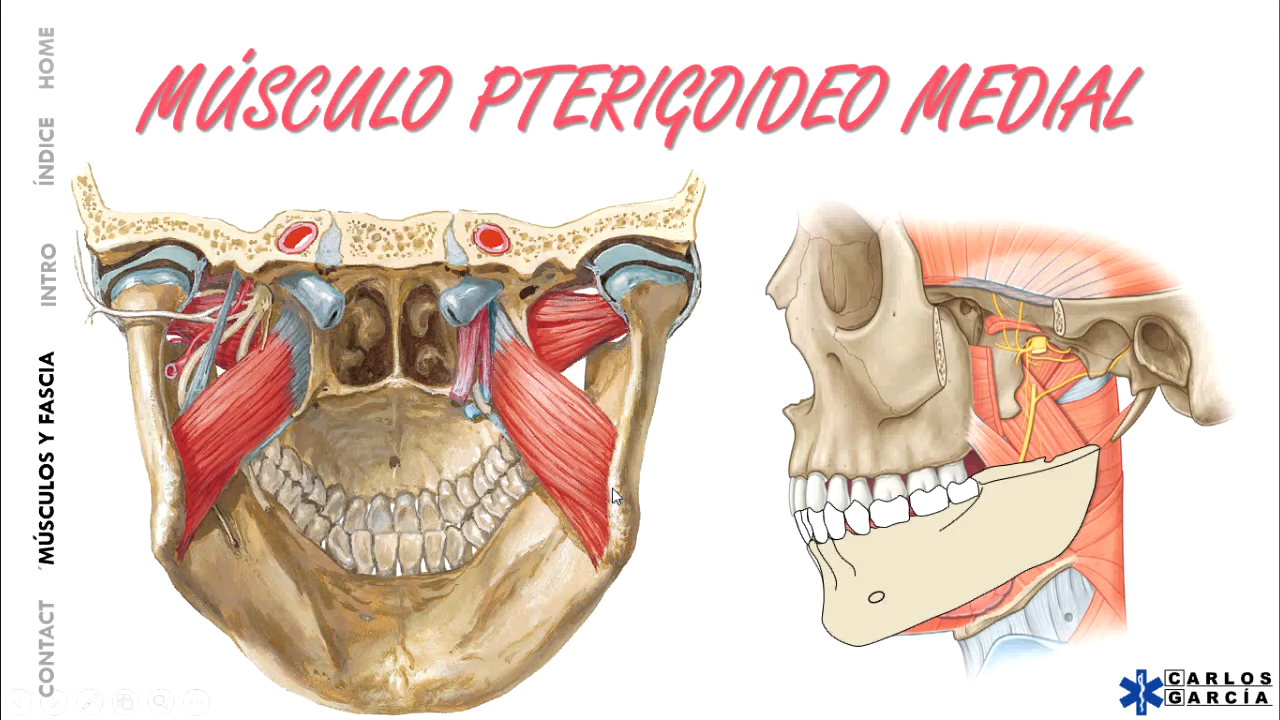 MÚSCULO PTERIGOIDEO MEDIAL
HOME
ÍNDICE
INTRO
MÚSCULOS Y FASCIA
CONTACT
CARLOS
GARCÍA